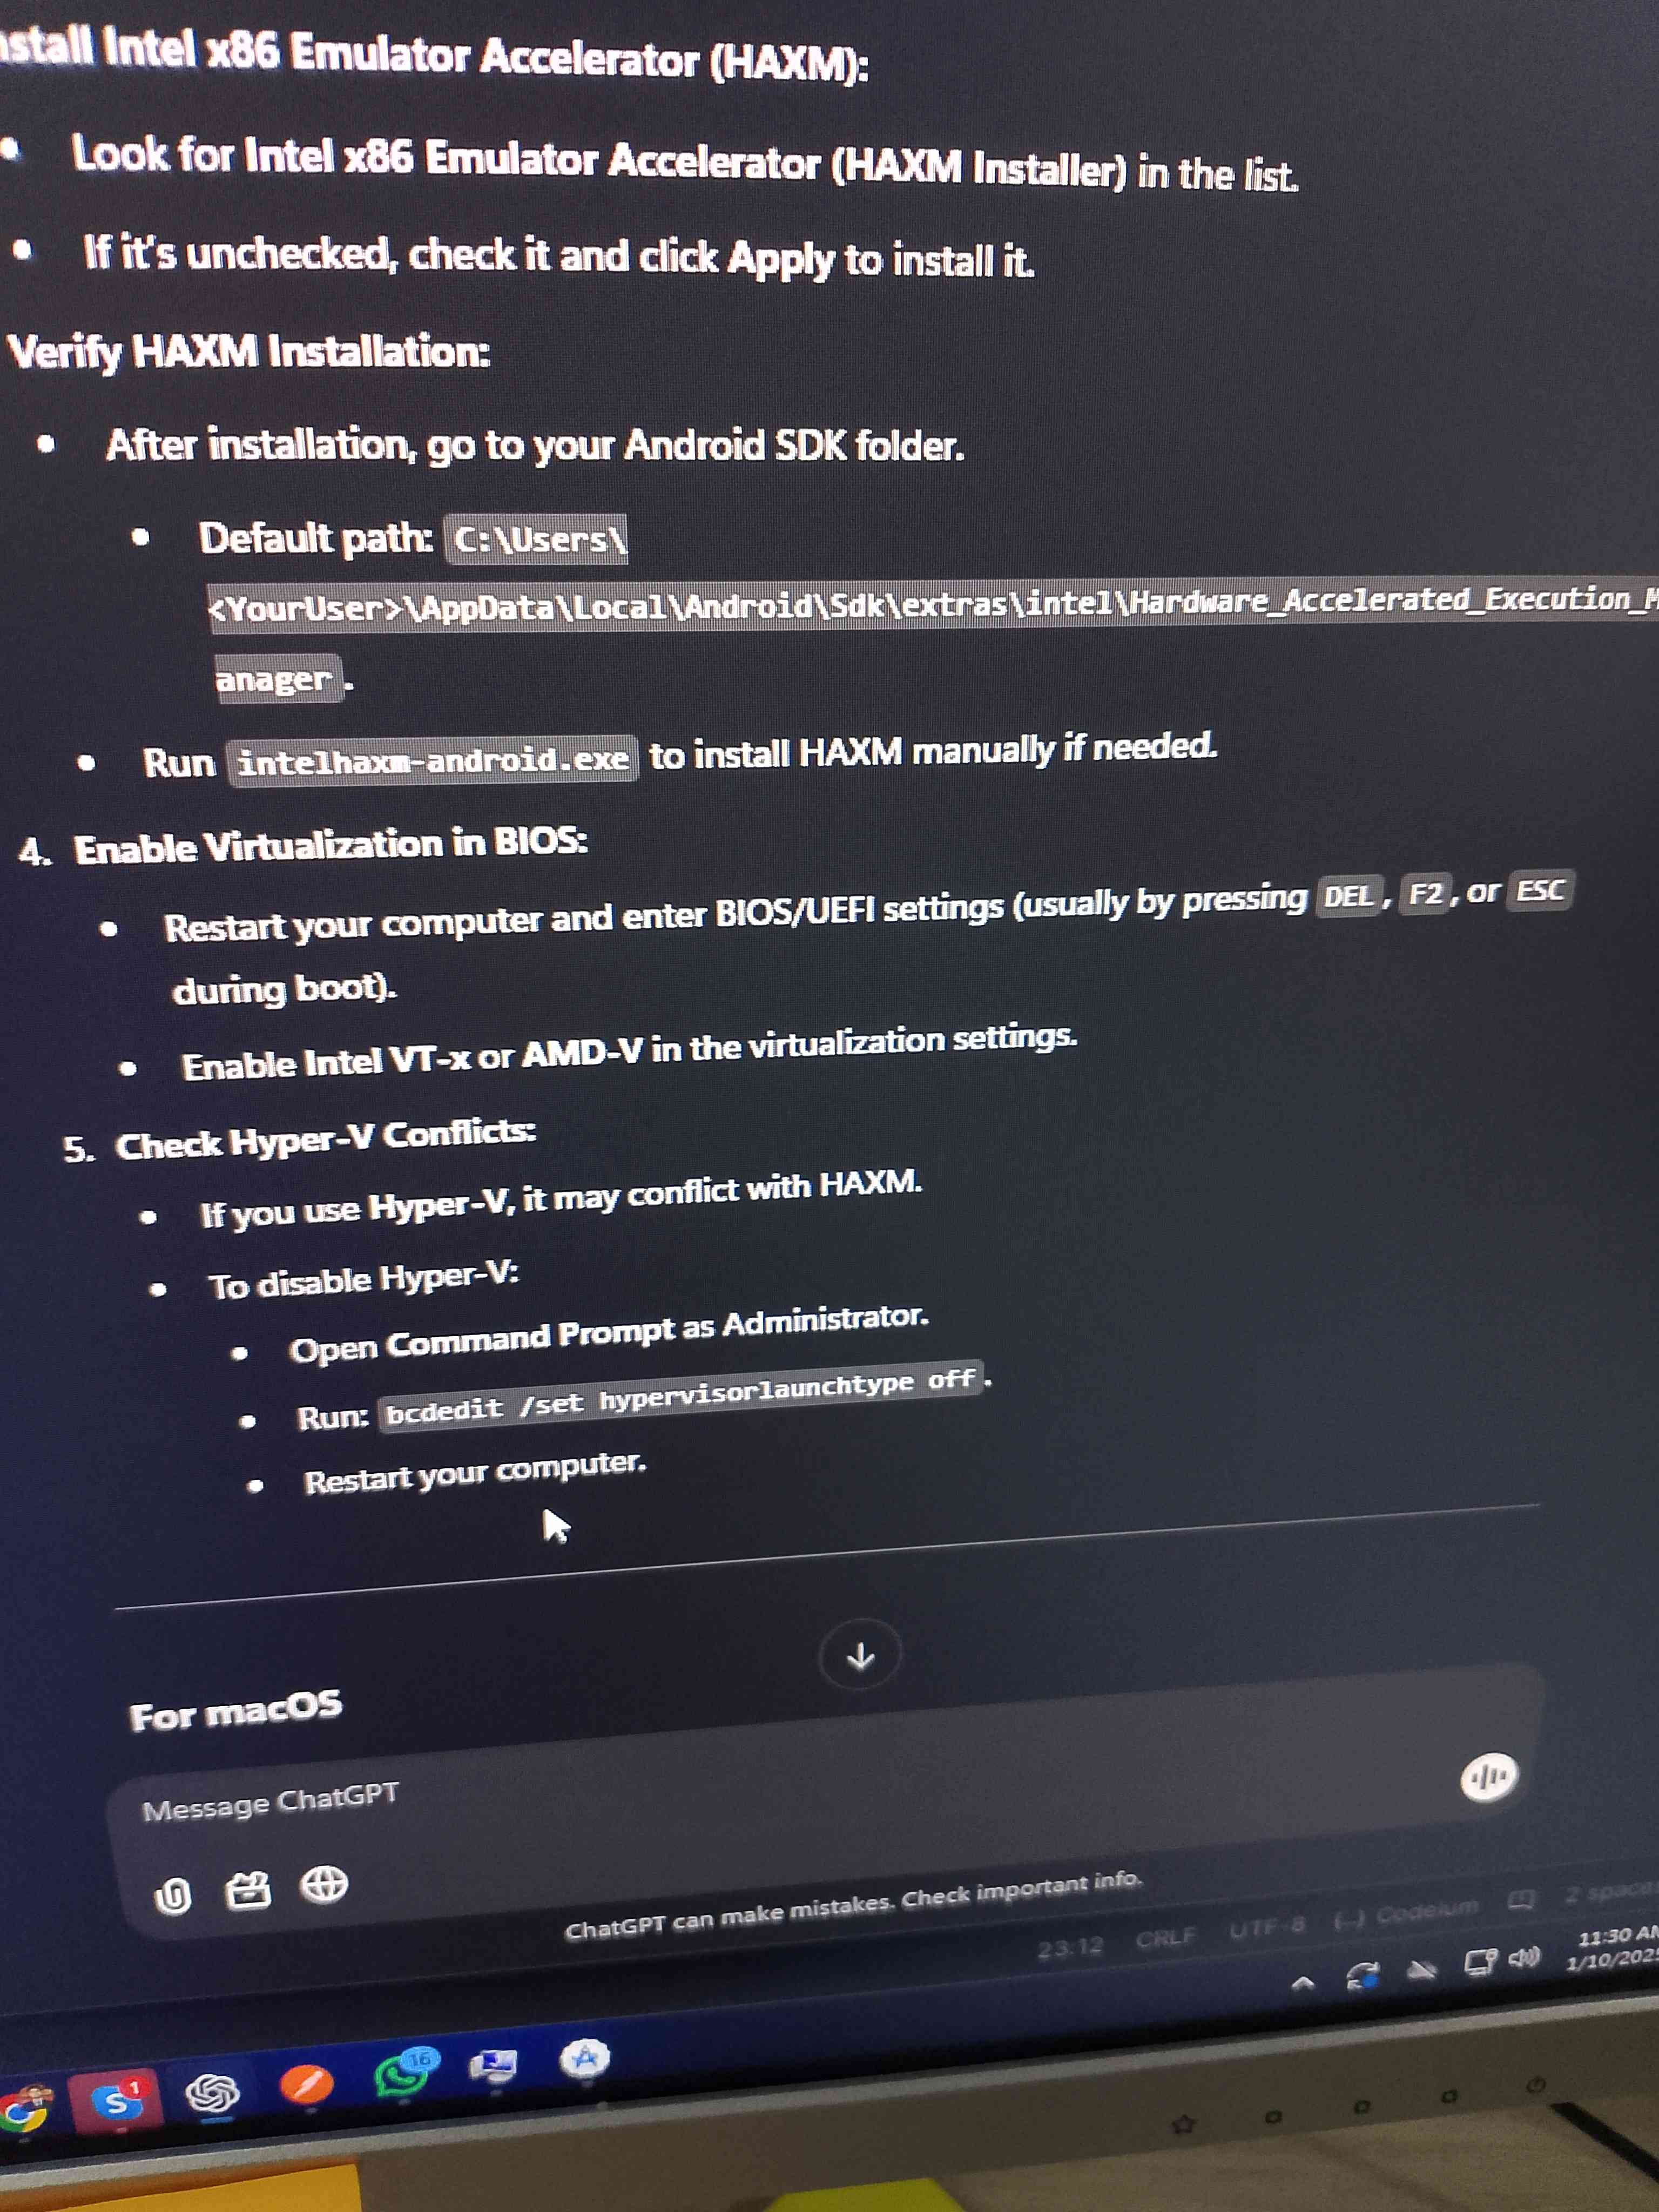 nstall Intel x86 Emulator Accelerator (HAXM):
Look for Intel x86 Emulator Accelerator (HAXM Installer) in the list.
If it's unchecked, check it and click Apply to install it.
Verify HAXM Installation:
After installation, go to your Android SDK folder.
Default path: C:\Users\
<YourUser>\AppData\Local\Android\Sdk\extras\intel\Hardware_Accelerated_Execution_M
anager.
Run intelhaxm-android.exe to install HAXM manually if needed.
4. Enable Virtualization in BIOS:
Restart your computer and enter BIOS/UEFI settings (usually by pressing DEL, F2, or ESC
during boot).
Enable Intel VT-x or AMD-V in the virtualization settings.
5. Check Hyper-V Conflicts:
If you use Hyper-V, it may conflict with HAXM.
To disable Hyper-V:
Open Command Prompt as Administrator.
Run: bcdedit /set hypervisorlaunchtype off.
Restart your computer.
For macOS
Message ChatGPT
ChatGPT can make mistakes. Check important info.
23:12 CRLF UTF-8 {..} Codeium 2 space
11:30 AM
1/10/2025
S 1
16